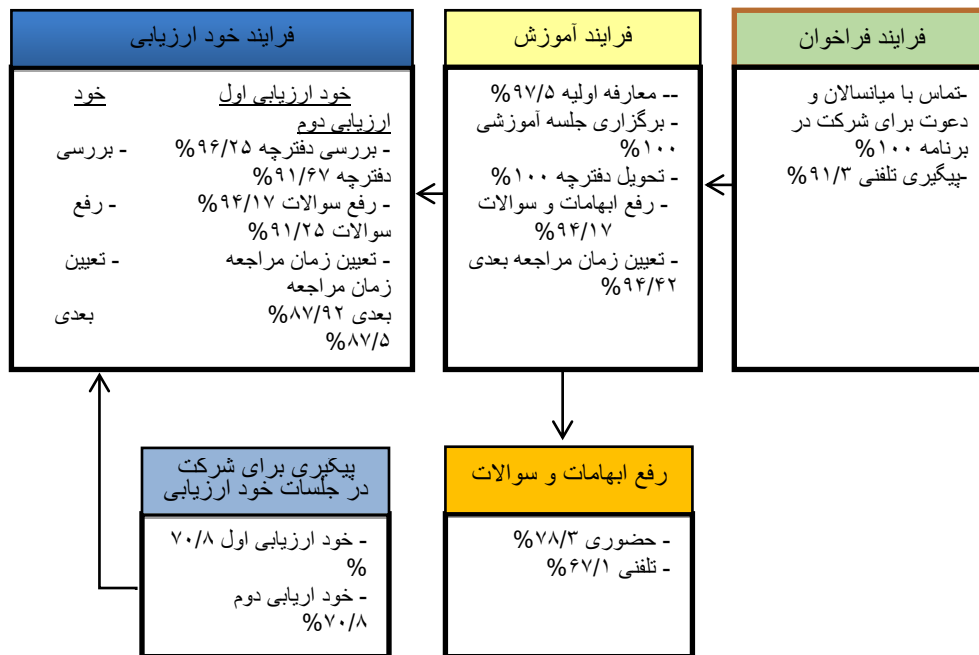 فرایند فراخوان
-تماس با میانسالان و
دعوت برای شرکت در
برنامه ۱۰۰%
-پیگیری تلفنی ۹۱/۳%
فرایند آموزش
-- معارفه اولیه ۹۷/۵%
- برگزاری جلسه آموزشی
۱۰۰%
- تحویل دفترچه ۱۰۰%
- رفع ابهامات و سوالات
۹۴/۱۷%
- تعیین زمان مراجعه بعدی
۹۴/۴۲%
فرایند خود ارزیابی
خود ارزیابی اول خود
ارزیابی دوم
- بررسی دفترچه ۹۶/۲۵% - بررسی
دفترچه ۹۱/۶۷%
- رفع سوالات ۹۴/۱۷% - رفع
سوالات ۹۱/۲۵%
- تعیین زمان مراجعه - تعیین
زمان مراجعه
بعدی ۸۷/۹۲% بعدی
۸۷/۵%
رفع ابهامات و سوالات
- حضوری ۷۸/۳%
- تلفنی ۶۷/۱%
پیگیری برای شرکت
در جلسات خود ارزیابی
- خود ارزیابی اول ۷۰/۸
%
- خود اریابی دوم
۷۰/۸%